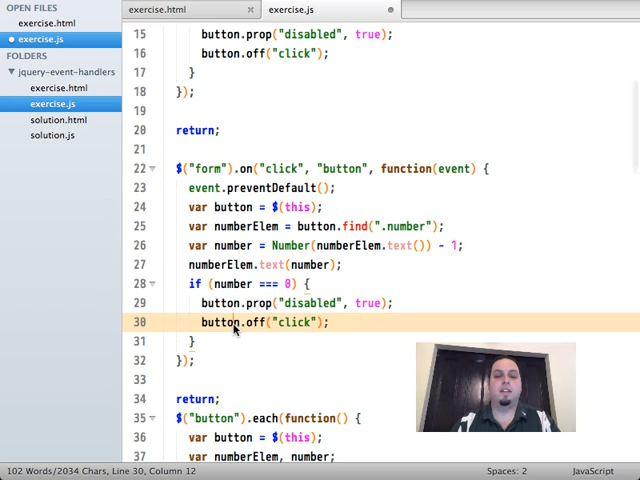 OPEN FILES
exercise.html
exercise.js
FOLDERS
jquery-event-handlers
exercise.html
exercise.js
solution.html
solution.js
exercise.html
exercise.js
15 button.prop("disabled", true);
16 button.off("click");
17 }
18 });
19
20 return;
21
22 $("form").on("click", "button", function(event) {
23 event.preventDefault();
24 var button = $(this);
25 var numberElem = button.find(".number");
26 var number = Number(numberElem.text()) - 1;
27 numberElem.text(number);
28 if (number === 0) {
29 button.prop("disabled", true);
30 button.off("click");
31 }
32 });
33
34 return;
35 $("button").each(function() {
36 var button = $(this);
37 var numberElem, number;
102 Words/2034 Chars, Line 30, Column 12
Spaces: 2
JavaScript